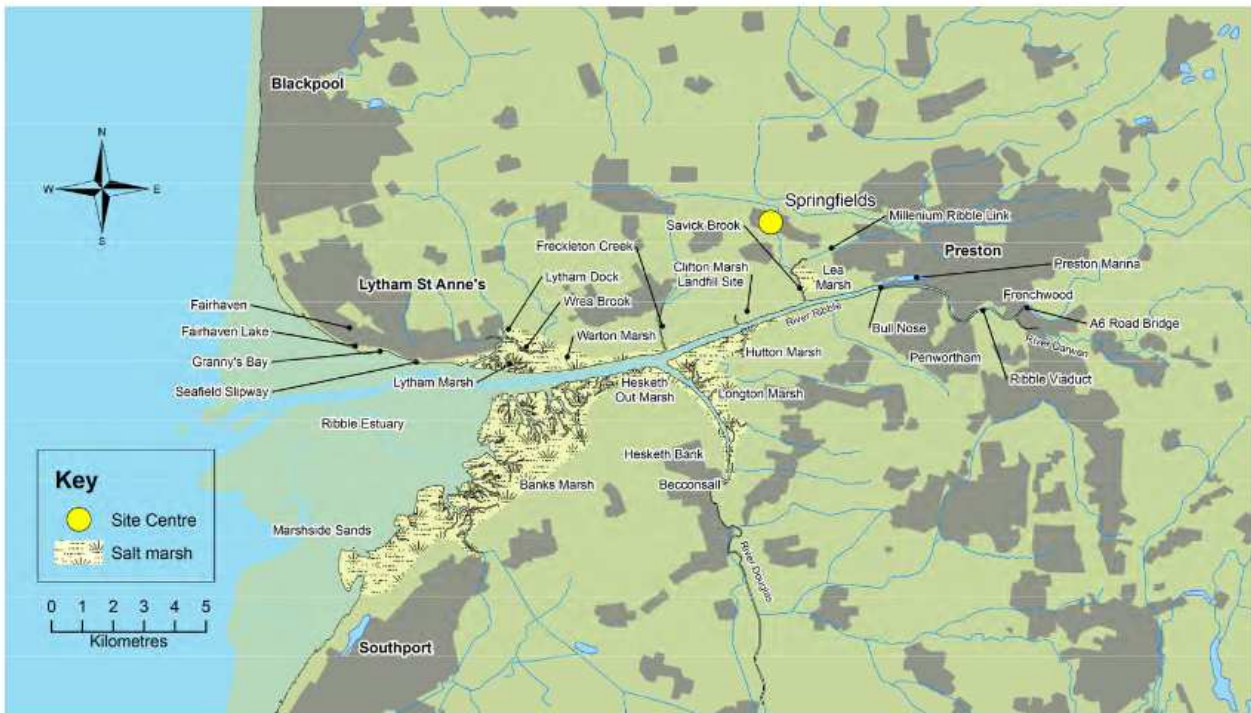 Blackpool
N
W
E
S
Springfields
Savick Brook
Millenium Ribble Link
Freckleton Creek
Preston
Clifton Marsh
Landfill Site
Lea
Marsh
Preston Marina
Lytham St Anne's
Lytham Dock
Wrea Brook
Frenchwood
Fairhaven
River Ribble
Bull Nose
A6 Road Bridge
Fairhaven Lake
Warton Marsh
River Darwen
Granny's Bay
Hutton Marsh
Penwortham
Seafield Slipway
Lytham Marsh
Hesketh
Out Marsh
Longton Marsh
Ribble Viaduct
Ribble Estuary
Hesketh Bank
Key
Banks Marsh
Becconsall
Site Centre
Marshside Sands
Salt marsh
River Douglas
0 1 2 3 4 5
Kilometres
Southport